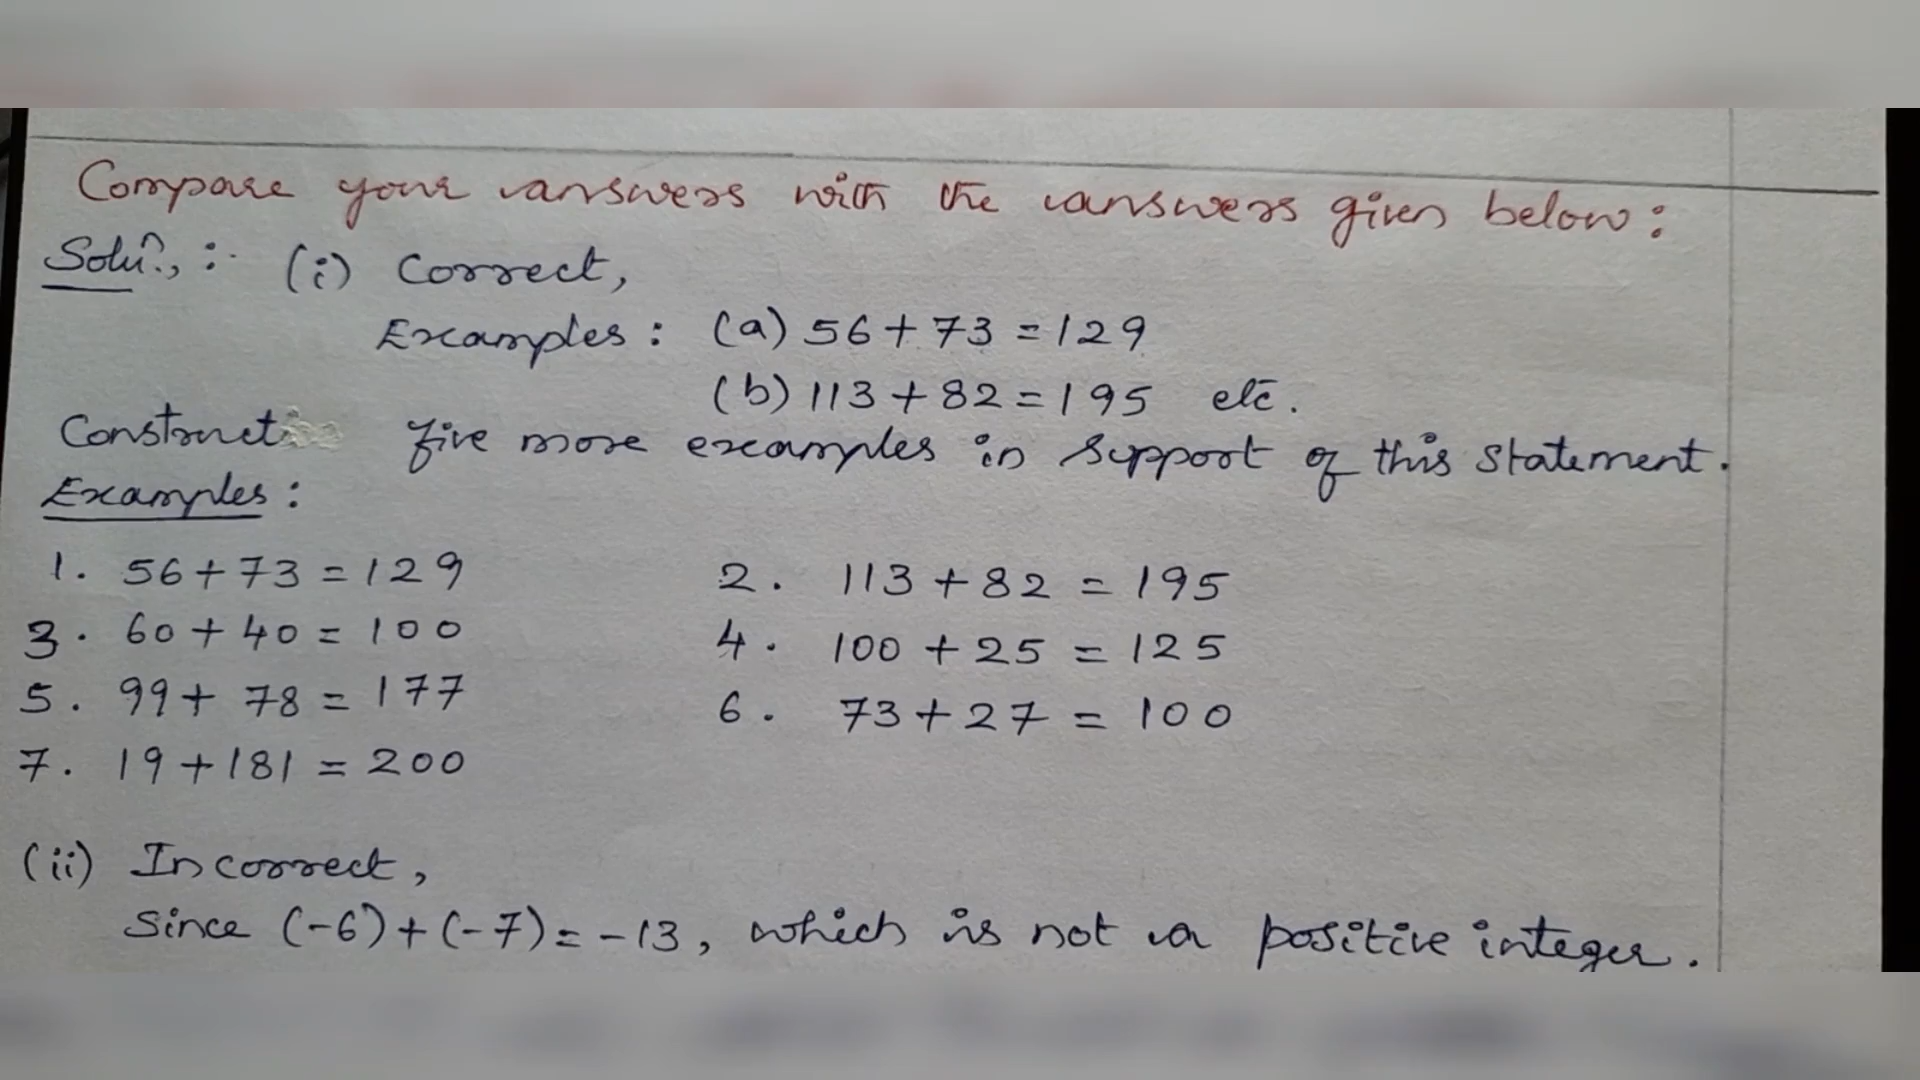 Compare your answers with the answers given below:
Solun., :- (i) Correct,
Examples: (a) 56+73=129
(b) 113+82=195 etc.
Construct five more examples in support of this statement.
Examples:
1. 56+73=129 2. 113+82=195
3. 60+40=100 4. 100+25=125
5. 99+78=177 6. 73+27=100
7. 19+181=200
(ii) Incorrect,
Since (-6)+(-7)=-13, which is not a positive integer.